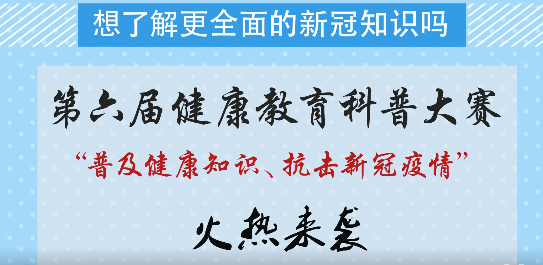 想了解更全面的新冠知识吗
第六届健康教育科普大赛
“普及健康知识、抗击新冠疫情”
火热来袭